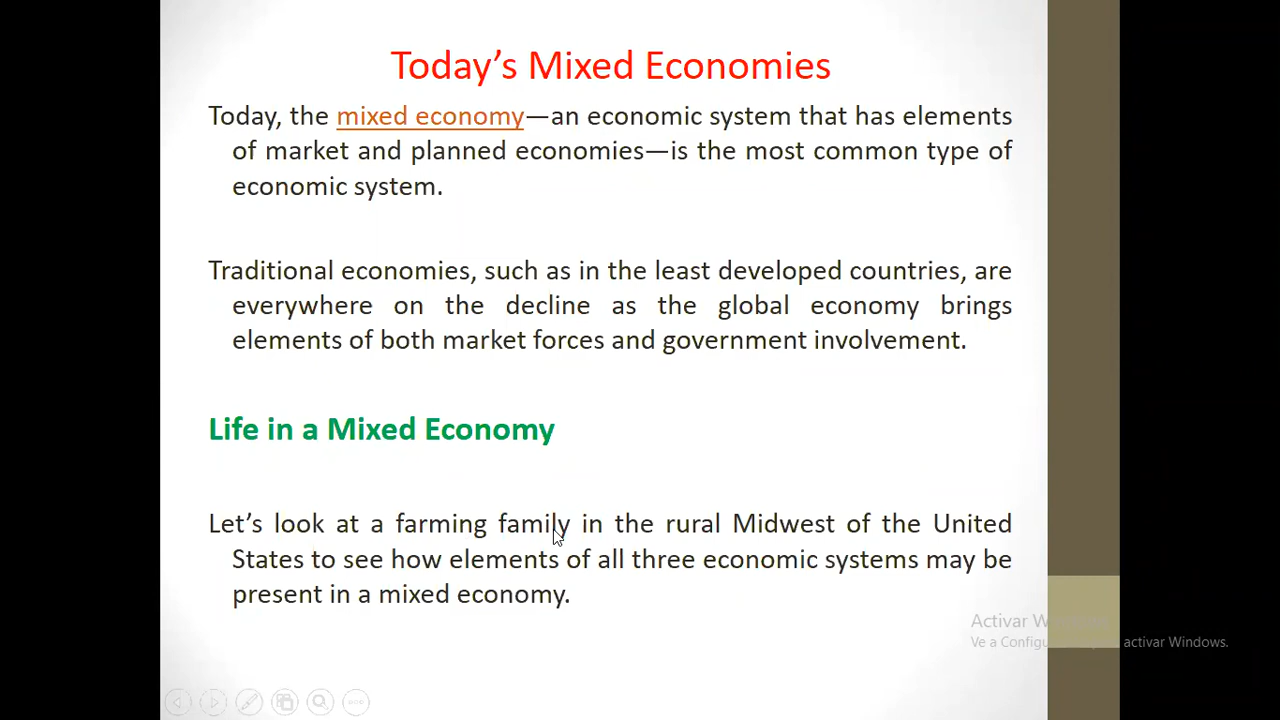 Today’s Mixed Economies
Today, the mixed economy—an economic system that has elements
of market and planned economies—is the most common type of
economic system.
Traditional economies, such as in the least developed countries, are
everywhere on the decline as the global economy brings
elements of both market forces and government involvement.
Life in a Mixed Economy
Let’s look at a farming family in the rural Midwest of the United
States to see how elements of all three economic systems may be
present in a mixed economy.
Activar
Ve a activar Windows.